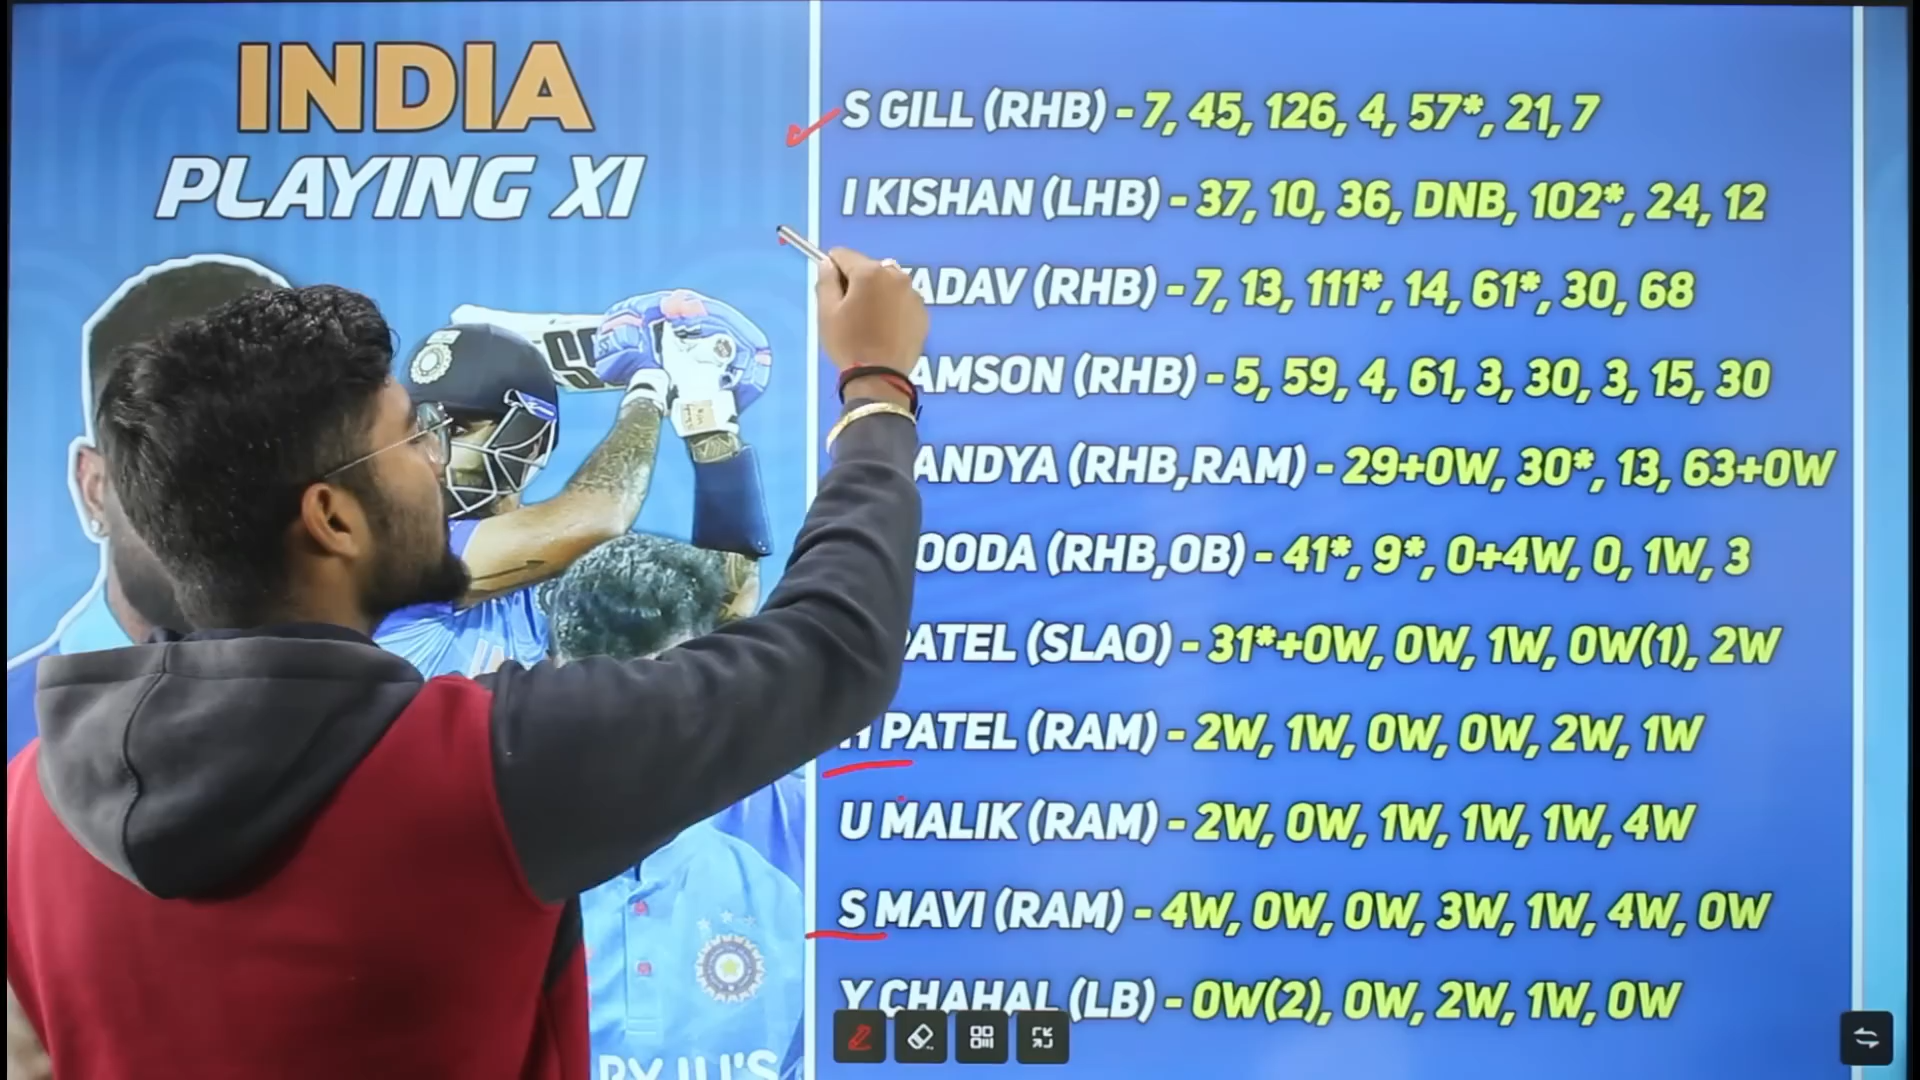 INDIA
PLAYING XI
S GILL (RHB) - 7, 45, 126, 4, 57*, 21, 7
I KISHAN (LHB) - 37, 10, 36, DNB, 102*, 24, 12
YADAV (RHB) - 7, 13, 111*, 14, 61*, 30, 68
AMSON (RHB) - 5, 59, 4, 61, 3, 30, 3, 15, 30
ANDYA (RHB,RAM) - 29+0W, 30*, 13, 63+0W
OODA (RHB,OB) - 41*, 9*, 0+4W, 0, 1W, 3
PATEL (SLAO) - 31*+0W, 0W, 1W, 0W(1), 2W
H PATEL (RAM) - 2W, 1W, 0W, 0W, 2W, 1W
U MALIK (RAM) - 2W, 0W, 1W, 1W, 1W, 4W
S MAVI (RAM) - 4W, 0W, 0W, 3W, 1W, 4W, 0W
Y CHAHAL (LB) - 0W(2), 0W, 2W, 1W, 0W
BYJU'S